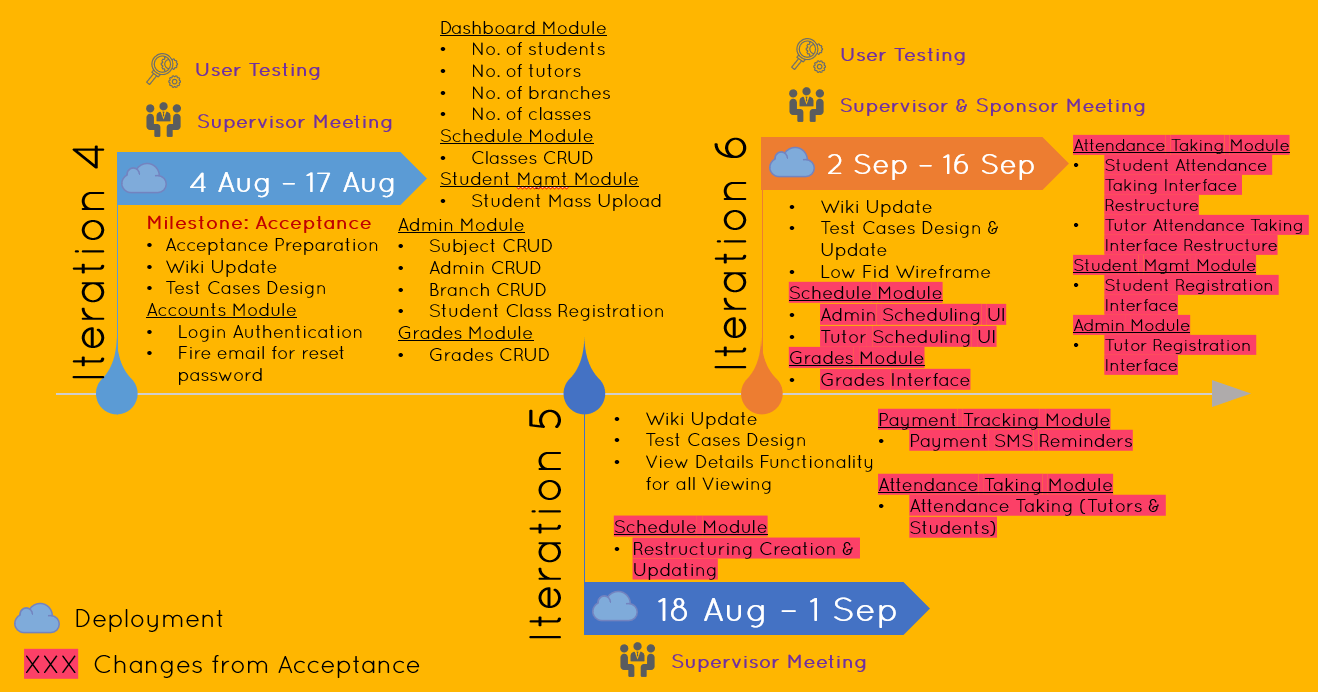 Iteration 4
User Testing
Supervisor Meeting
4 Aug – 17 Aug
Milestone: Acceptance
• Acceptance Preparation
• Wiki Update
• Test Cases Design
Accounts Module
• Login Authentication
• Fire email for reset
password
Dashboard Module
• No. of students
• No. of tutors
• No. of branches
• No. of classes
Schedule Module
• Classes CRUD
Student Mgmt Module
• Student Mass Upload
Admin Module
• Subject CRUD
• Admin CRUD
• Branch CRUD
• Student Class Registration
Grades Module
• Grades CRUD
Iteration 5
• Wiki Update
• Test Cases Design
• View Details Functionality
for all Viewing
Schedule Module
• Restructuring Creation &
Updating
Payment Tracking Module
• Payment SMS Reminders
Attendance Taking Module
• Attendance Taking (Tutors &
Students)
18 Aug – 1 Sep
Supervisor Meeting
Iteration 6
User Testing
Supervisor & Sponsor Meeting
2 Sep – 16 Sep
• Wiki Update
• Test Cases Design &
Update
• Low Fid Wireframe
Schedule Module
• Admin Scheduling UI
• Tutor Scheduling UI
Grades Module
• Grades Interface
Attendance Taking Module
• Student Attendance
Taking Interface
Restructure
• Tutor Attendance Taking
Interface Restructure
Student Mgmt Module
• Student Registration
Interface
Admin Module
• Tutor Registration
Interface
Deployment
XXX Changes from Acceptance